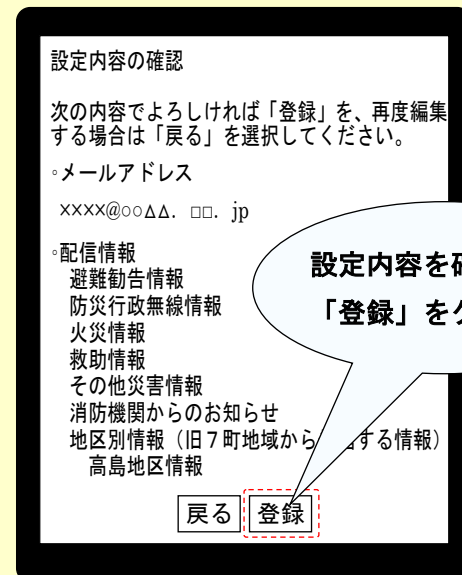 設定内容の確認
次の内容でよろしければ「登録」を、再度編集
する場合は「戻る」を選択してください。
◦メールアドレス
××××@○○△△. □□. jp
◦配信情報
避難勧告情報
防災行政無線情報
火災情報
救助情報
その他災害情報
消防機関からのお知らせ
地区別情報（旧７町地域から
する情報）
高島地区情報
戻る
登録
設定内容を確
「登録」を